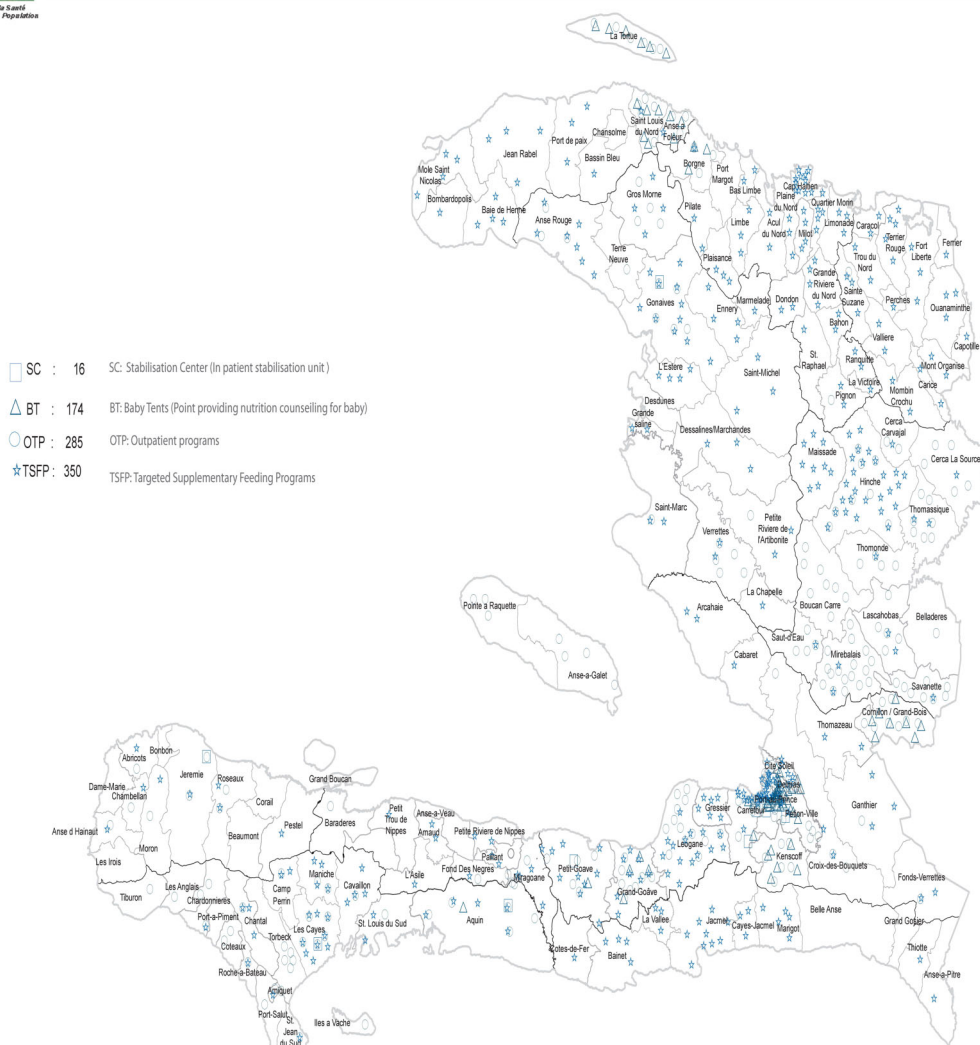 la Santé
Population
La Tortue
Saint Louis
du Nord
Anse a
Foleur
Port de paix
Chansolme
Jean Rabel
Bassin Bleu
Borgne
Port
Margot
Bas Limbe
Mole Saint
Nicolas
Bombardopolis
Baie de Henne
Anse Rouge
Gros Morne
Pilate
Limbe
Cap Haitien
Plaine
du Nord
Quartier Morin
Acul
du Nord
Milot
Limonade
Caracol
Terrier
Rouge
Fort
Liberte
Ferrier
Terre
Neuve
Plaisance
Trou du
Nord
Grande
Riviere
du Nord
Sainte
Suzane
Perches
Ouanaminthe
Gonaives
Ennery
Marmelade
Dondon
Bahon
Valliere
Capotille
L'Estere
Saint-Michel
St.
Raphael
Ranquitte
La Victoire
Pignon
Mont Organise
Carice
Mombin
Crochu
Desdunes
Grande
saline
Dessalines/Marchandes
Cerca
Carvajal
Maissade
Cerca La Source
Hinche
Thomassique
Saint-Marc
Verrettes
Petite
Riviere de
l'Artibonite
Thomonde
SC : 16 SC: Stabilisation Center (In patient stabilisation unit )
BT : 174 BT: Baby Tents (Point providing nutrition counseiling for baby)
OTP : 285 OTP: Outpatient programs
TSFP : 350 TSFP: Targeted Supplementary Feeding Programs
Pointe a Raquette
Anse-a-Galet
La Chapelle
Arcahaie
Boucan Carre
Lascahobas
Belladeres
Saut-d'Eau
Cabaret
Mirebalais
Savanette
Cornillon / Grand-Bois
Thomazeau
Cite Soleil
Carrefour
Petion-Ville
Ganthier
Gressier
Leogane
Kenscoff
Croix-des-Bouquets
Fonds-Verrettes
Bonbon
Abricots
Jeremie
Roseaux
Dame-Marie
Chambellan
Corail
Grand Boucan
Pestel
Baraderes
Petit
Trou de
Nippes
Anse-a-Veau
Arnaud
Petite Riviere de Nippes
Anse d Hainaut
Moron
Beaumont
Paillant
Miragoane
Petit-Goave
Grand-Goâve
Les Irois
L'Asile
Fond Des Negres
Maniche
Cavaillon
Camp
Perrin
Tiburon
Les Anglais
Chardonnieres
Port-a-Piment
Chantal
Coteaux
Torbeck
Les Cayes
St. Louis du Sud
Aquin
La Vallee
Jacmel
Cayes-Jacmel
Marigot
Belle Anse
Grand Gosier
Thiotte
Anse-a-Pitre
Cotes-de-Fer
Bainet
Roche-a-Bateau
Arniquet
Port-Salut
St.
Jean
du Sud
Iles a Vache